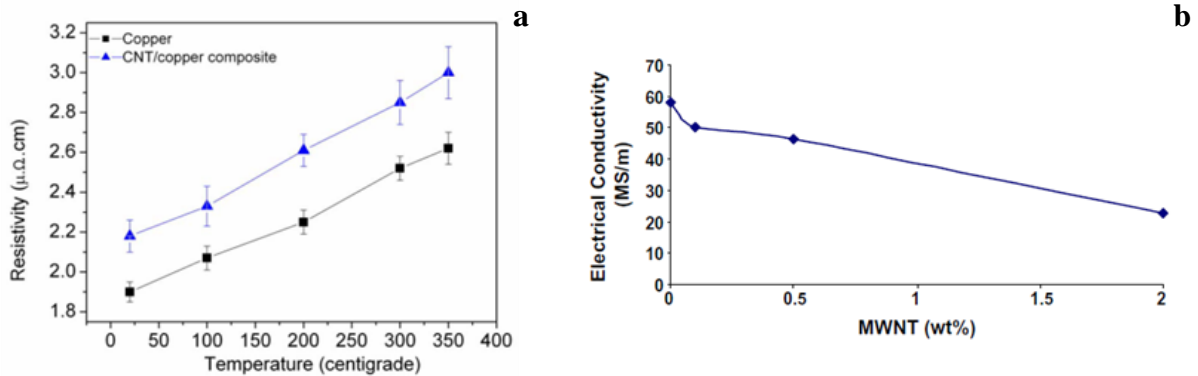 a
3.2
3.0
2.8
2.6
2.4
2.2
2.0
1.8
Resistivity (µ.Ω.cm)
Copper
CNT/copper composite
0 50 100 150 200 250 300 350 400
Temperature (centigrade)
b
70
60
50
40
30
20
10
0
Electrical Conductivity
(MS/m)
0 0.5 1 1.5 2
MWNT (wt%)